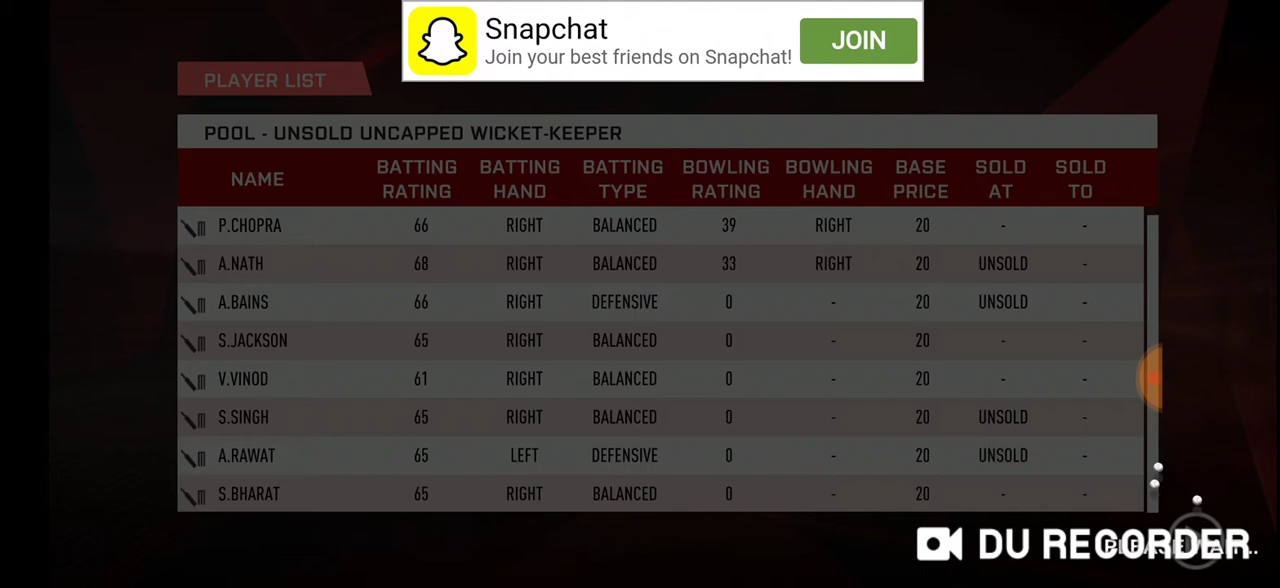 Snapchat
Join your best friends on Snapchat!
JOIN
PLAYER LIST
POOL - UNSOLD UNCAPPED WICKET-KEEPER
NAME BATTING RATING BATTING HAND BATTING TYPE BOWLING RATING BOWLING HAND BASE PRICE SOLD AT SOLD TO
P.CHOPRA 66 RIGHT BALANCED 39 RIGHT 20 - -
A.NATH 68 RIGHT BALANCED 33 RIGHT 20 UNSOLD -
A.BAINS 66 RIGHT DEFENSIVE 0 - 20 UNSOLD -
S.JACKSON 65 RIGHT BALANCED 0 - 20 - -
V.VINOD 61 RIGHT BALANCED 0 - 20 - -
S.SINGH 65 RIGHT BALANCED 0 - 20 UNSOLD -
A.RAWAT 65 LEFT DEFENSIVE 0 - 20 UNSOLD -
S.BHARAT 65 RIGHT BALANCED 0 - 20 - -
DU RECORDER